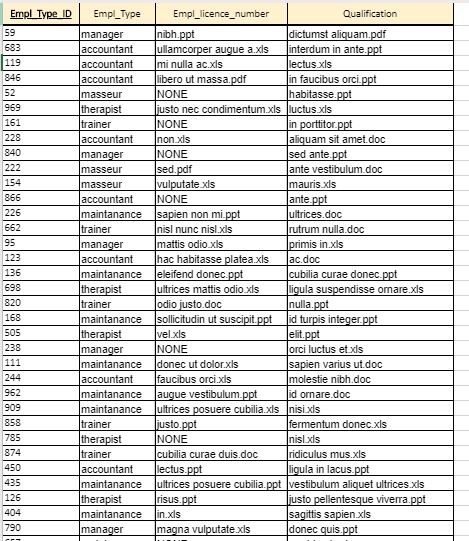 Empl_Type_ID Empl_Type Empl_licence_number Qualification
59 manager nibh.ppt dictumst aliquam.pdf
683 accountant ullamcorper augue a.xls interdum in ante.ppt
119 accountant mi nulla ac.xls lectus.xls
846 accountant libero ut massa.pdf in faucibus orci.ppt
52 masseur NONE habitasse.ppt
969 therapist justo nec condimentum.xls luctus.xls
161 trainer NONE in porttitor.ppt
228 accountant non.xls aliquam sit amet.doc
840 manager NONE sed ante.ppt
222 masseur sed.pdf ante vestibulum.doc
154 masseur vulputate.xls mauris.xls
866 accountant NONE ante.ppt
226 maintanance sapien non mi.ppt ultrices.doc
662 trainer nisl nunc nisl.xls rutrum nulla.doc
95 manager mattis odio.xls primis in.xls
123 accountant hac habitasse platea.xls ac.doc
136 maintanance eleifend donec.ppt cubilia curae donec.ppt
698 therapist ultrices mattis odio.xls ligula suspendisse ornare.xls
820 trainer odio justo.doc nulla.ppt
168 maintanance sollicitudin ut suscipit.ppt id turpis integer.ppt
505 therapist vel.xls elit.ppt
238 manager NONE orci luctus et.xls
111 maintanance donec ut dolor.xls sapien varius ut.doc
244 accountant faucibus orci.xls molestie nibh.doc
962 maintanance augue vestibulum.ppt id ornare.doc
909 maintanance ultrices posuere cubilia.xls nisi.xls
858 trainer justo.ppt fermentum donec.xls
785 therapist NONE nisl.xls
874 trainer cubilia curae duis.doc ridiculus mus.xls
450 accountant lectus.ppt ligula in lacus.ppt
435 maintanance ultrices posuere cubilia.ppt vestibulum aliquet ultrices.xls
126 therapist risus.ppt justo pellentesque viverra.ppt
404 maintanance in.xls sagittis sapien.xls
790 manager magna vulputate.xls donec quis.ppt